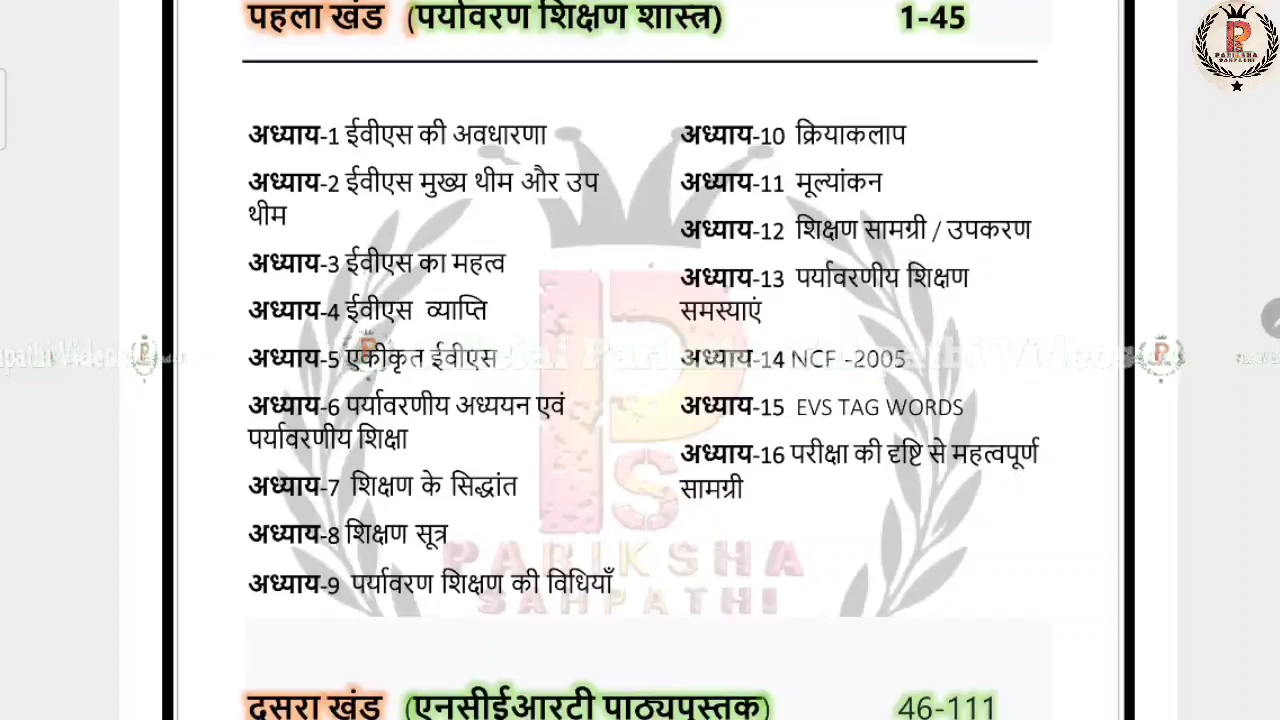 पहला खंड (पर्यावरण शिक्षण शास्त्र) 1-45
अध्याय-1 ईवीएस की अवधारणा
अध्याय-2 ईवीएस मुख्य थीम और उप
थीम
अध्याय-3 ईवीएस का महत्व
अध्याय-4 ईवीएस व्याप्ति
अध्याय-5 एकीकृत ईवीएस
अध्याय-6 पर्यावरणीय अध्ययन एवं
पर्यावरणीय शिक्षा
अध्याय-7 शिक्षण के सिद्धांत
अध्याय-8 शिक्षण सूत्र
अध्याय-9 पर्यावरण शिक्षण की विधियाँ
अध्याय-10 क्रियाकलाप
अध्याय-11 मूल्यांकन
अध्याय-12 शिक्षण सामग्री / उपकरण
अध्याय-13 पर्यावरणीय शिक्षण
समस्याएं
अध्याय-14 NCF -2005
अध्याय-15 EVS TAG WORDS
अध्याय-16 परीक्षा की दृष्टि से महत्वपूर्ण
सामग्री
PARIKSHA
SAHPATHI
दूसरा खंड (एनसीईआरटी पाठ्यपुस्तक) 46-111
PARIKSHA
SAHPATHI